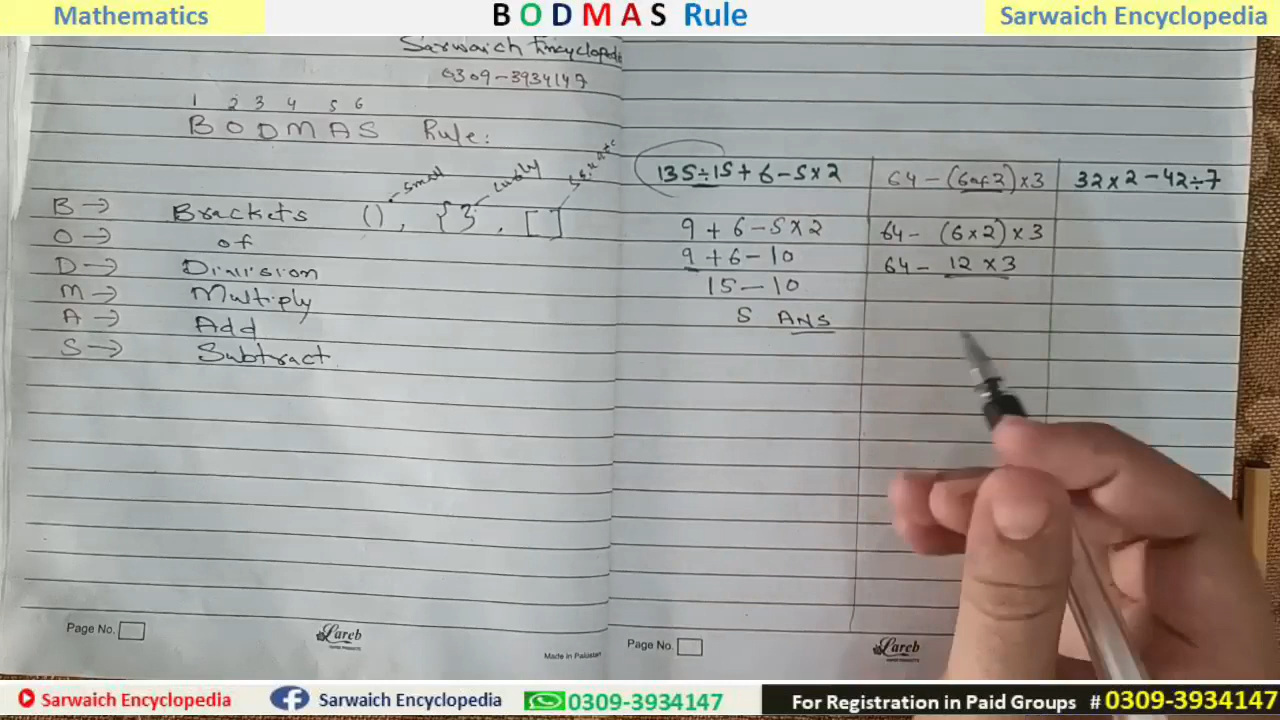 Mathematics
B O D M A S Rule
Sarwaich Encyclopedia
Sarwaich Encyclopedia
0309-3934147
1 2 3 4 5 6
BODMAS Rule:
small
curly
B → Brackets ( ) , { } , [ ]
O → of
D → Division
M → Multiply
A → Add
S → Subtract
Page No.
Lareb
PAPER PRODUCTS
Made in Pakistan
135÷15+6-5×2
9+6-5×2
9+6-10
15-10
5 ANS
64-(6of2)×3
64-(6×2)×3
64-12×3
32×2-42÷7
Page No.
Lareb
PAPER PRODUCTS
Sarwaich Encyclopedia
Sarwaich Encyclopedia
0309-3934147
For Registration in Paid Groups # 0309-3934147